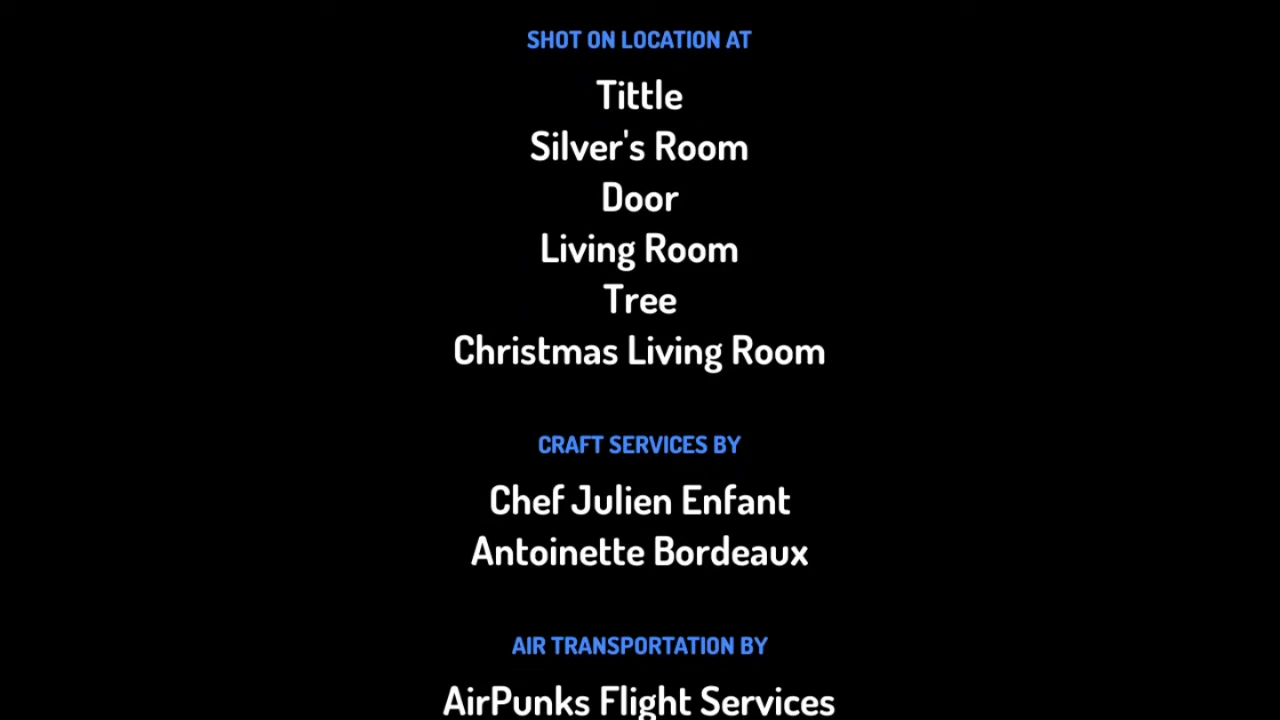 SHOT ON LOCATION AT
Tittle
Silver's Room
Door
Living Room
Tree
Christmas Living Room
CRAFT SERVICES BY
Chef Julien Enfant
Antoinette Bordeaux
AIR TRANSPORTATION BY
AirPunks Flight Services